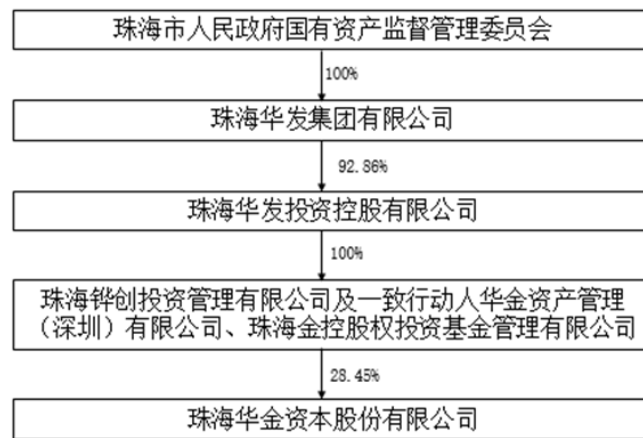 珠海市人民政府国有资产监督管理委员会
100%
珠海华发集团有限公司
92.86%
珠海华发投资控股有限公司
100%
珠海铧创投资管理有限公司及一致行动人华金资产管理
（深圳）有限公司、珠海金控股权投资基金管理有限公司
28.45%
珠海华金资本股份有限公司